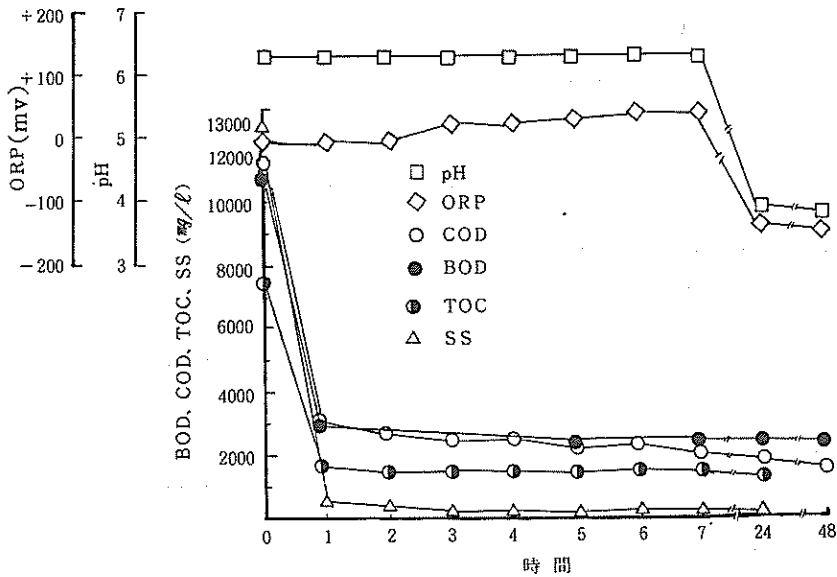 +200
+100
0
-100
-200
ORP(mv)
7
6
5
4
3
pH
13000
12000
10000
8000
6000
4000
2000
BOD. COD. TOC. SS (mg/ℓ)
pH
ORP
COD
BOD
TOC
SS
0 1 2 3 4 5 6 7 24 48
時間